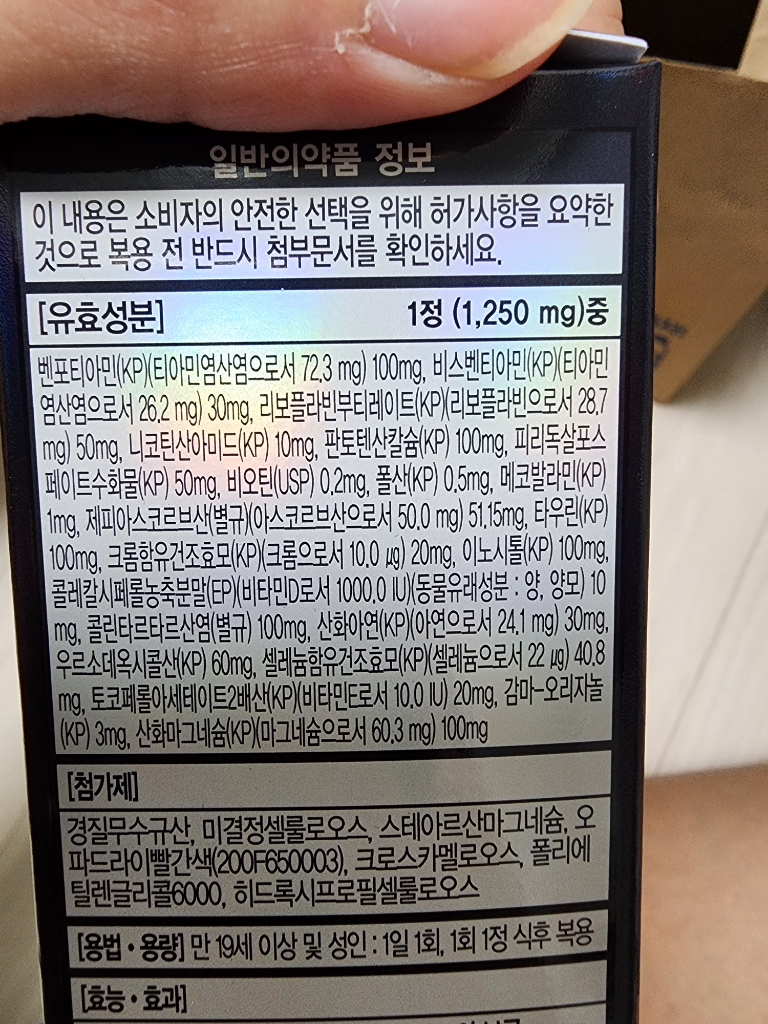 일반의약품 정보
이 내용은 소비자의 안전한 선택을 위해 허가사항을 요약한
것으로 복용 전 반드시 첨부문서를 확인하세요.
[유효성분] 1정 (1,250 mg)중
벤포티아민(KP)(티아민염산염으로서 72.3 mg) 100mg, 비스벤티아민(KP)(티아민
염산염으로서 26.2 mg) 30mg, 리보플라빈부티레이트(KP)(리보플라빈으로서 28.7
mg) 50mg, 니코틴산아미드(KP) 10mg, 판토텐산칼슘(KP) 100mg, 피리독살포스
페이트수화물(KP) 50mg, 비오틴(USP) 0.2mg, 폴산(KP) 0.5mg, 메코발라민(KP)
1mg, 제피아스코르브산(별규)(아스코르브산으로서 50.0 mg) 51.15mg, 타우린(KP)
100mg, 크롬함유건조효모(KP)(크롬으로서 10.0 μg) 20mg, 이노시톨(KP) 100mg,
콜레칼시페롤농축분말(EP)(비타민D로서 1000.0 IU)(동물유래성분 : 양, 양모) 10
mg, 콜린타르타르산염(별규) 100mg, 산화아연(KP)(아연으로서 24.1 mg) 30mg,
우르소데옥시콜산(KP) 60mg, 셀레늄함유건조효모(KP)(셀레늄으로서 22 μg) 40.8
mg, 토코페롤아세테이트2배산(KP)(비타민E로서 10.0 IU) 20mg, 감마-오리자놀
(KP) 3mg, 산화마그네슘(KP)(마그네슘으로서 60.3 mg) 100mg
[첨가제]
경질무수규산, 미결정셀룰로오스, 스테아르산마그네슘, 오
파드라이빨간색(200F650003), 크로스카멜로오스, 폴리에
틸렌글리콜6000, 히드록시프로필셀룰로오스
[용법·용량] 만 19세 이상 및 성인 : 1일 1회, 1회 1정 식후 복용
[효능·효과]